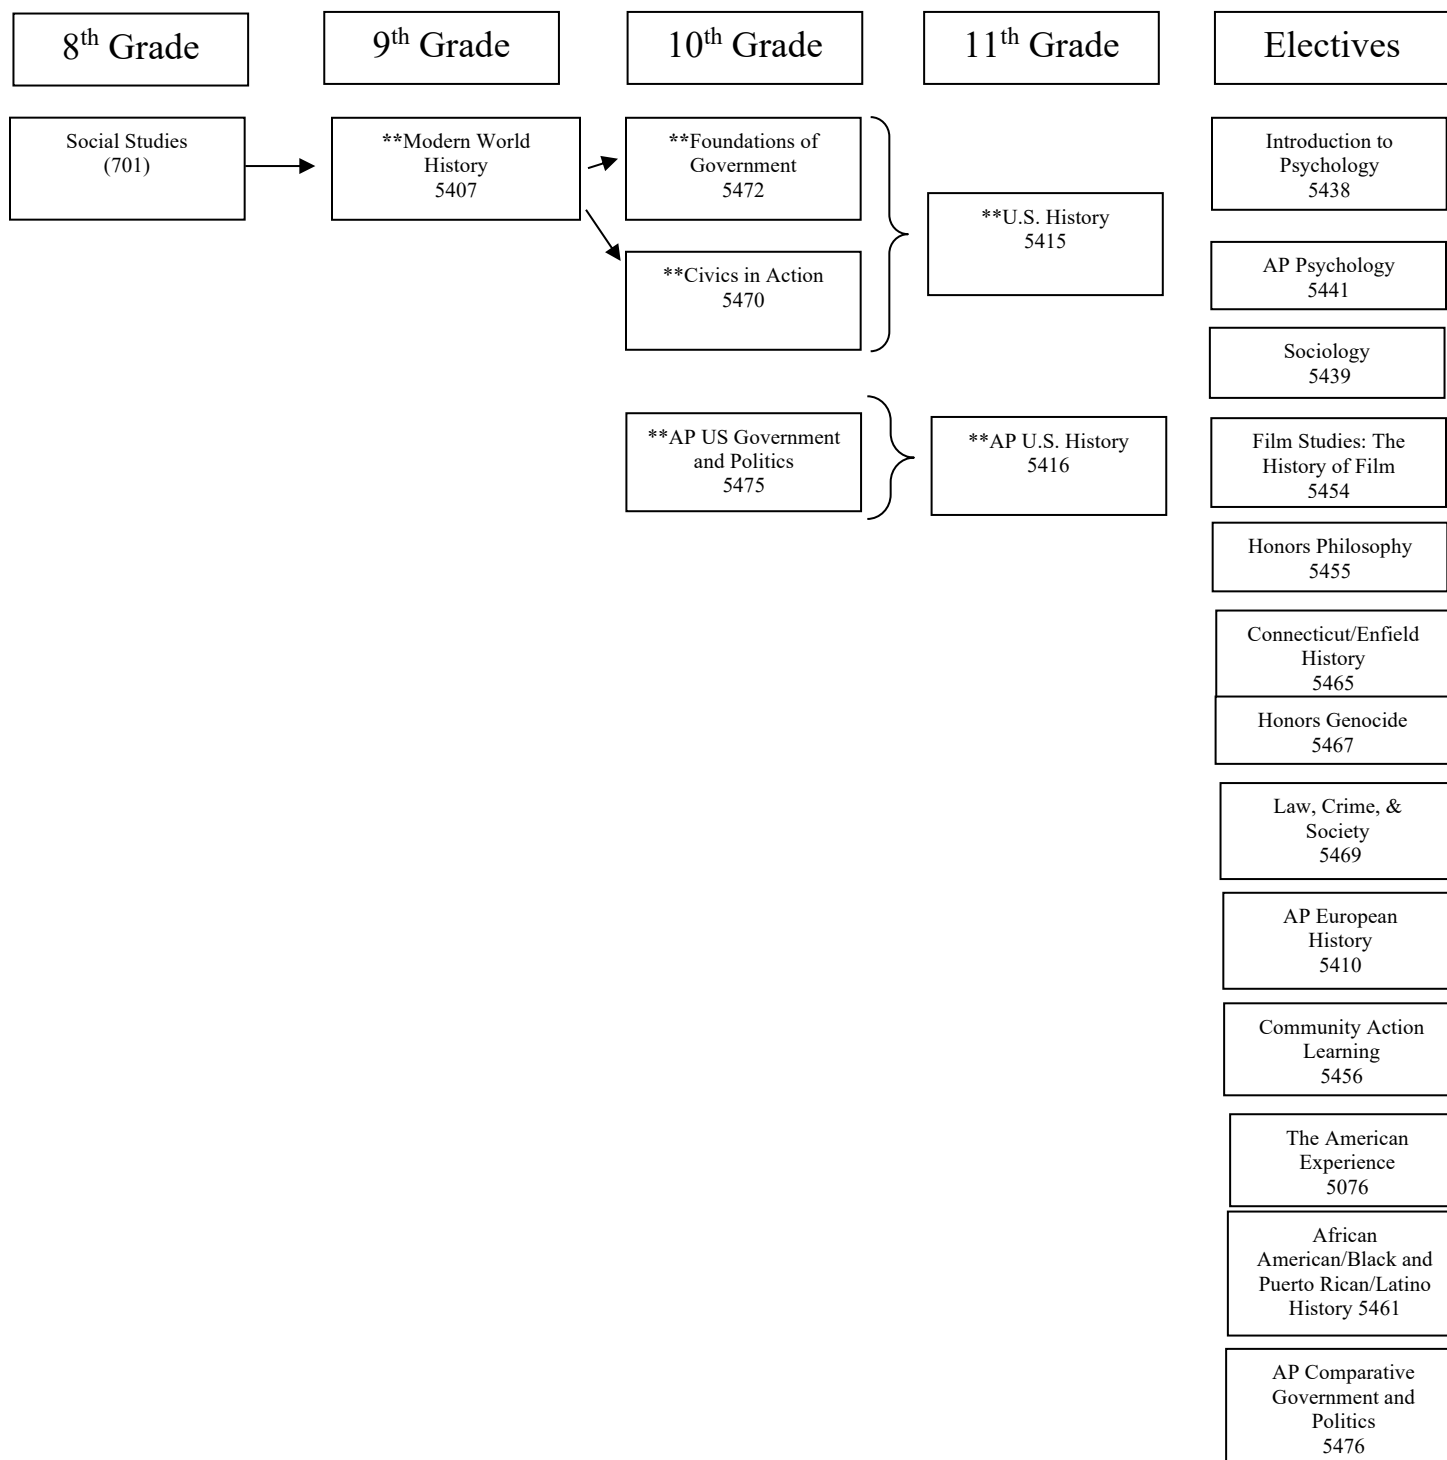 8th Grade
9th Grade
10th Grade
11th Grade
Electives
Social Studies
(701)
**Modern World
History
5407
**Foundations of
Government
5472
**Civics in Action
5470
**U.S. History
5415
**AP US Government
and Politics
5475
**AP U.S. History
5416
Introduction to
Psychology
5438
AP Psychology
5441
Sociology
5439
Film Studies: The
History of Film
5454
Honors Philosophy
5455
Connecticut/Enfield
History
5465
Honors Genocide
5467
Law, Crime, &
Society
5469
AP European
History
5410
Community Action
Learning
5456
The American
Experience
5076
African
American/Black and
Puerto Rican/Latino
History 5461
AP Comparative
Government and
Politics
5476